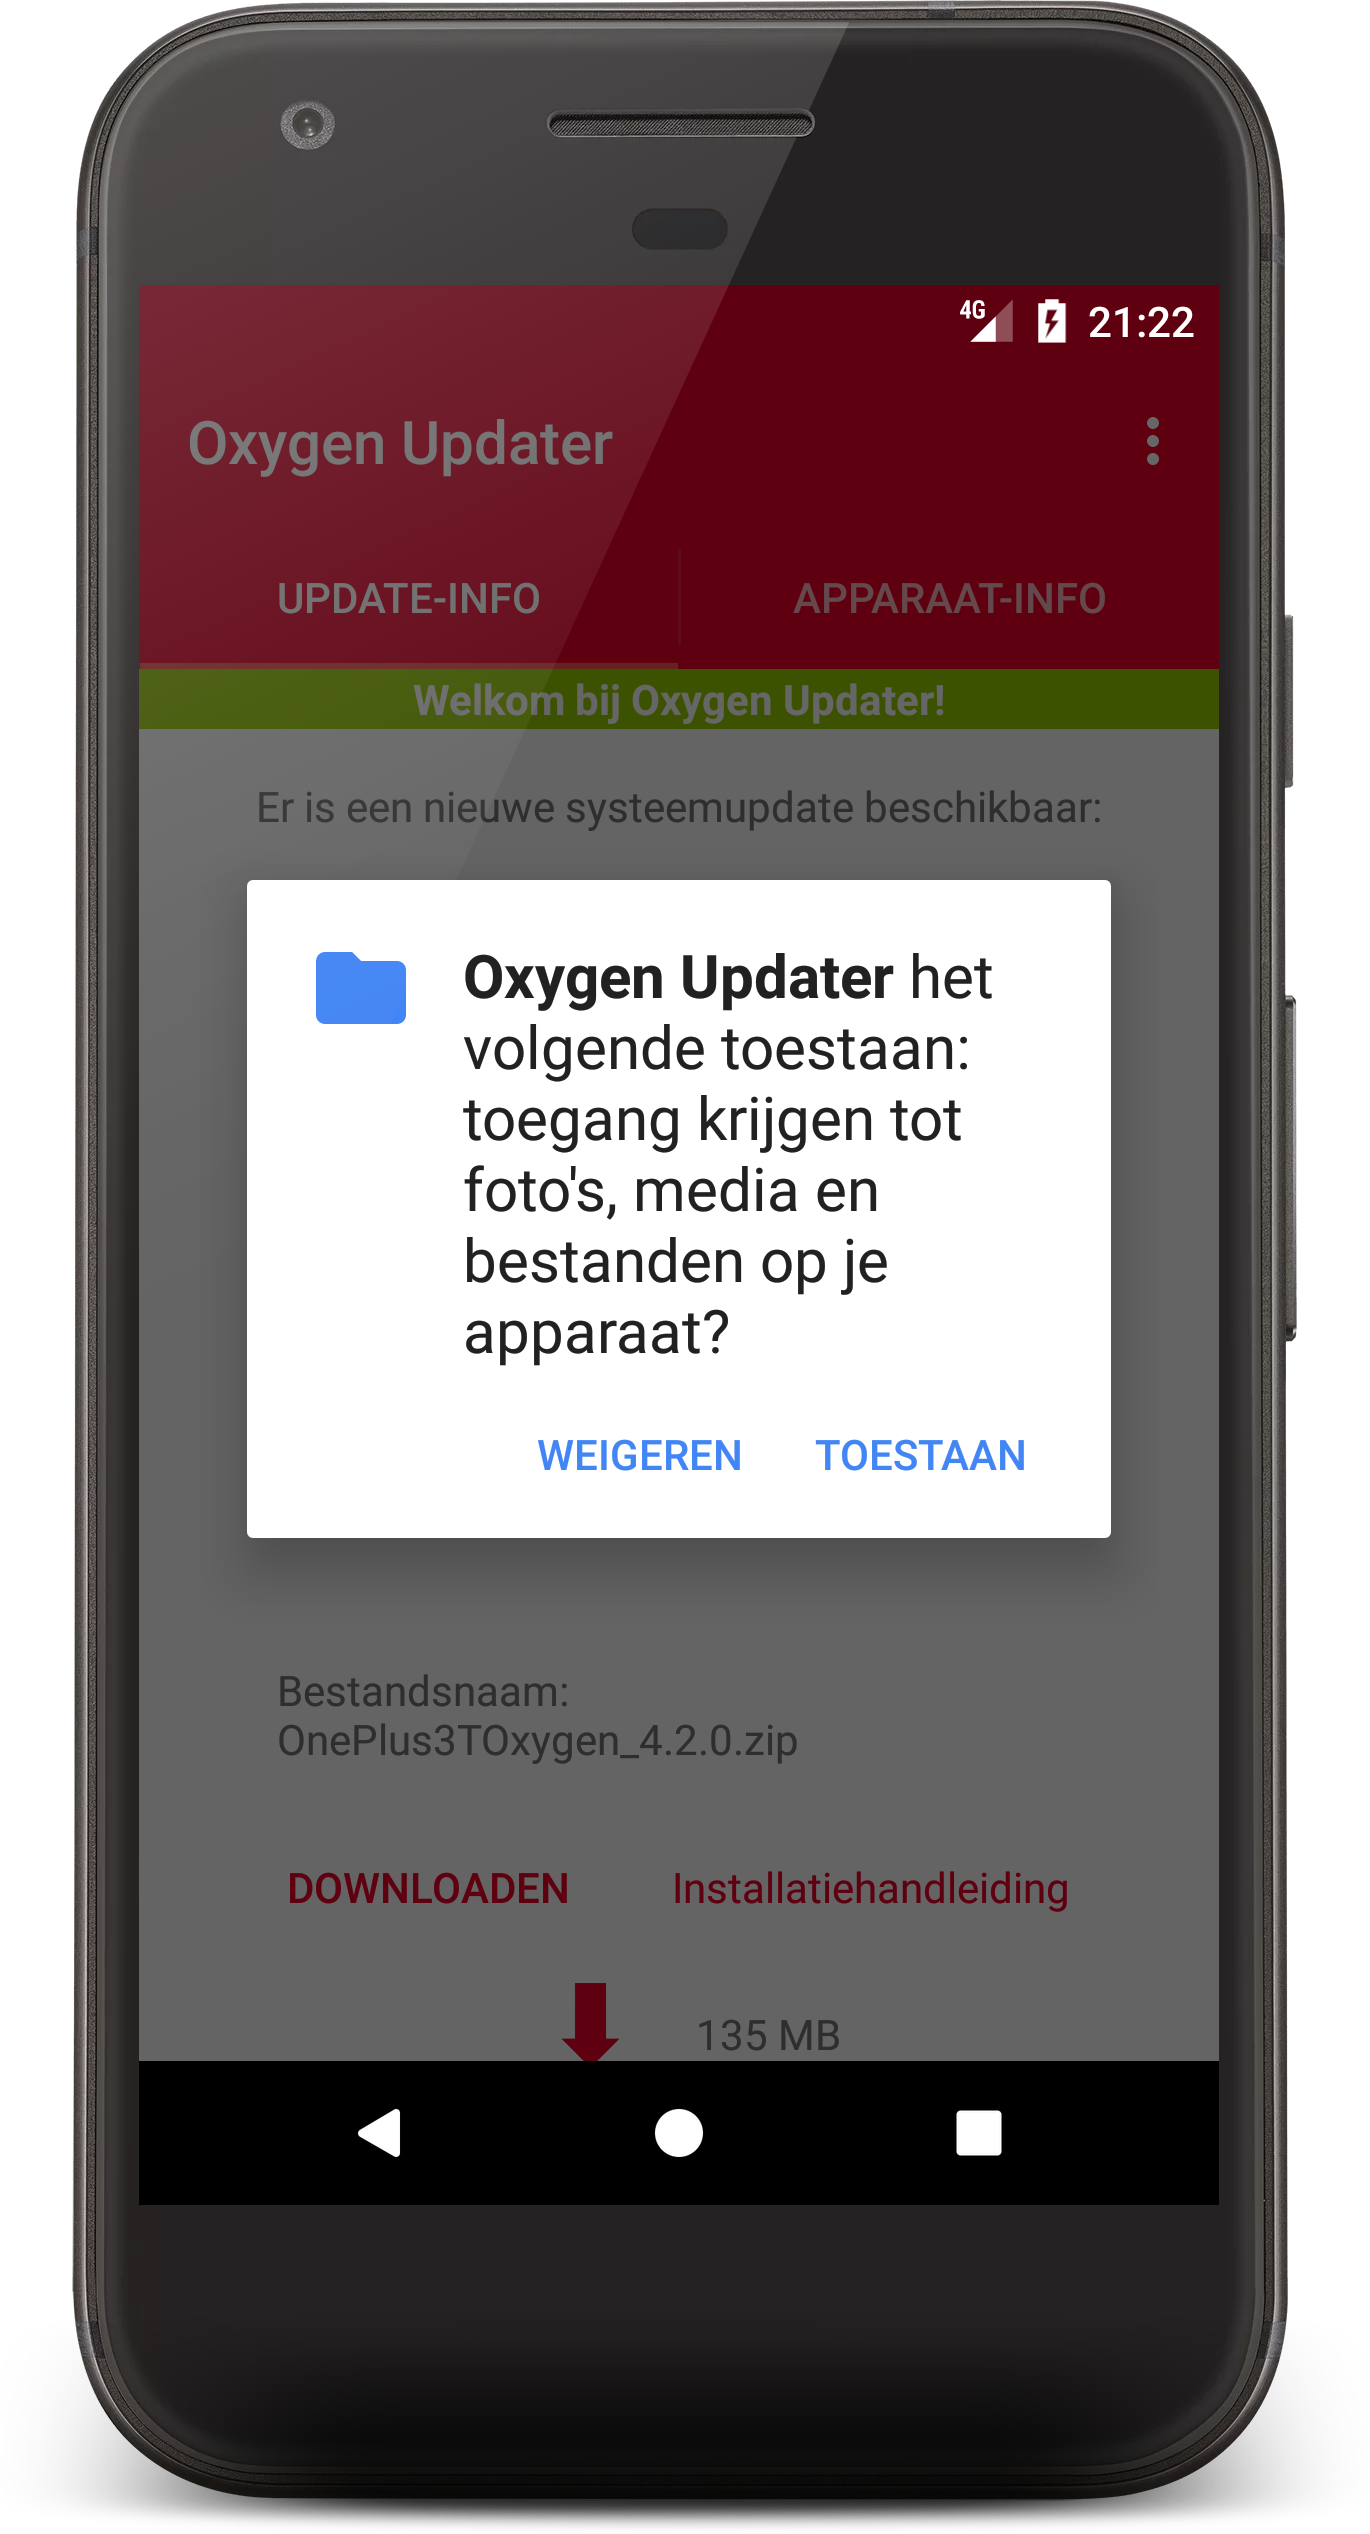 4G 21:22
Oxygen Updater
UPDATE-INFO APPARAAT-INFO
Welkom bij Oxygen Updater!
Er is een nieuwe systeemupdate beschikbaar:
Oxygen Updater het
volgende toestaan:
toegang krijgen tot
foto's, media en
bestanden op je
apparaat?
WEIGEREN TOESTAAN
Bestandsnaam:
OnePlus3TOxygen_4.2.0.zip
DOWNLOADEN Installatiehandleiding
135 MB